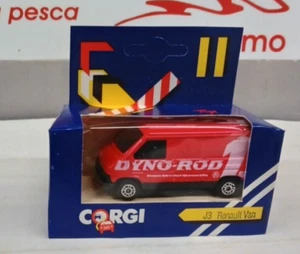 a pesca
mo
DYNO-ROD
CORGI
J3 Renault Van